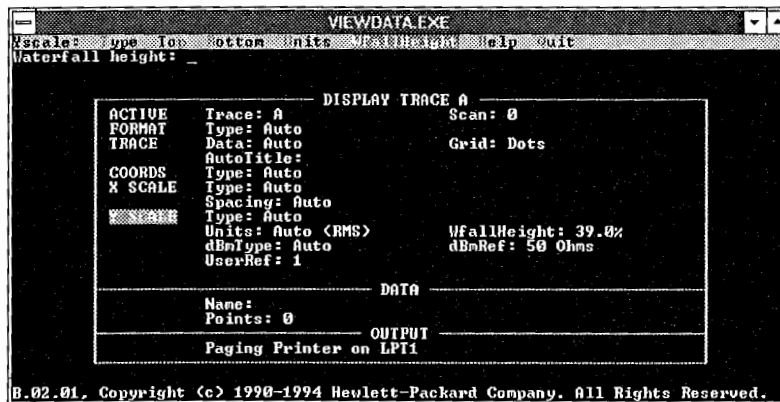 VIEWDATA.EXE
Type Top Bottom Units WfallHeight Help Quit
Waterfall height: _
DISPLAY TRACE A
ACTIVE Trace: A Scan: 0
FORMAT Type: Auto
TRACE Data: Auto Grid: Dots
AutoTitle:
COORDS Type: Auto
X SCALE Type: Auto
Spacing: Auto
Y SCALE Type: Auto
Units: Auto (RMS) WfallHeight: 39.0%
dBmType: Auto dBmRef: 50 Ohms
UserRef: 1
DATA
Name:
Points: 0
OUTPUT
Paging Printer on LPT1
B.02.01, Copyright (c) 1990-1994 Hewlett-Packard Company. All Rights Reserved.